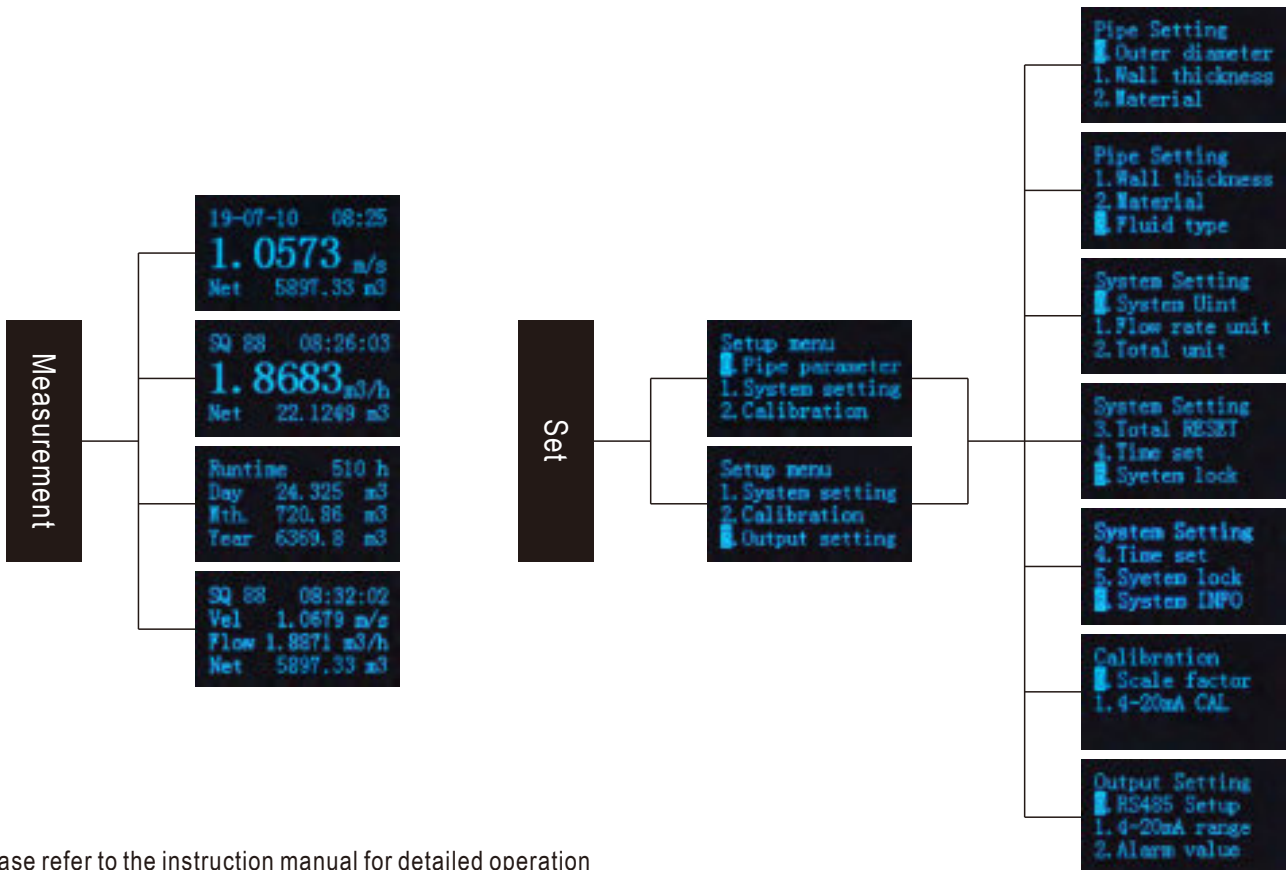 Measurement
19-07-10 08:25
1.0573 m/s
Net 5897.33 m3
SQ 88 08:26:03
1.8683 m3/h
Net 22.1249 m3
Runtime 510 h
Day 24.325 m3
Mth. 720.86 m3
Year 6369.8 m3
SQ 88 08:32:02
Vel 1.0679 m/s
Flow 1.8871 m3/h
Net 5897.33 m3
Set
Setup menu
Pipe parameter
1.System setting
2.Calibration
Setup menu
1.System setting
2.Calibration
Output setting
Pipe Setting
Outer diameter
1.Wall thickness
2.Material
Pipe Setting
1.Wall thickness
2.Material
Fluid type
System Setting
System Uint
1.Flow rate unit
2.Total unit
System Setting
3.Total RESET
4.Time set
Syetem lock
System Setting
4.Time set
5.Syetem lock
System INFO
Calibration
Scale factor
1.4-20mA CAL
Output Setting
RS485 Setup
1.4-20mA range
2.Alarm value
ase refer to the instruction manual for detailed operation